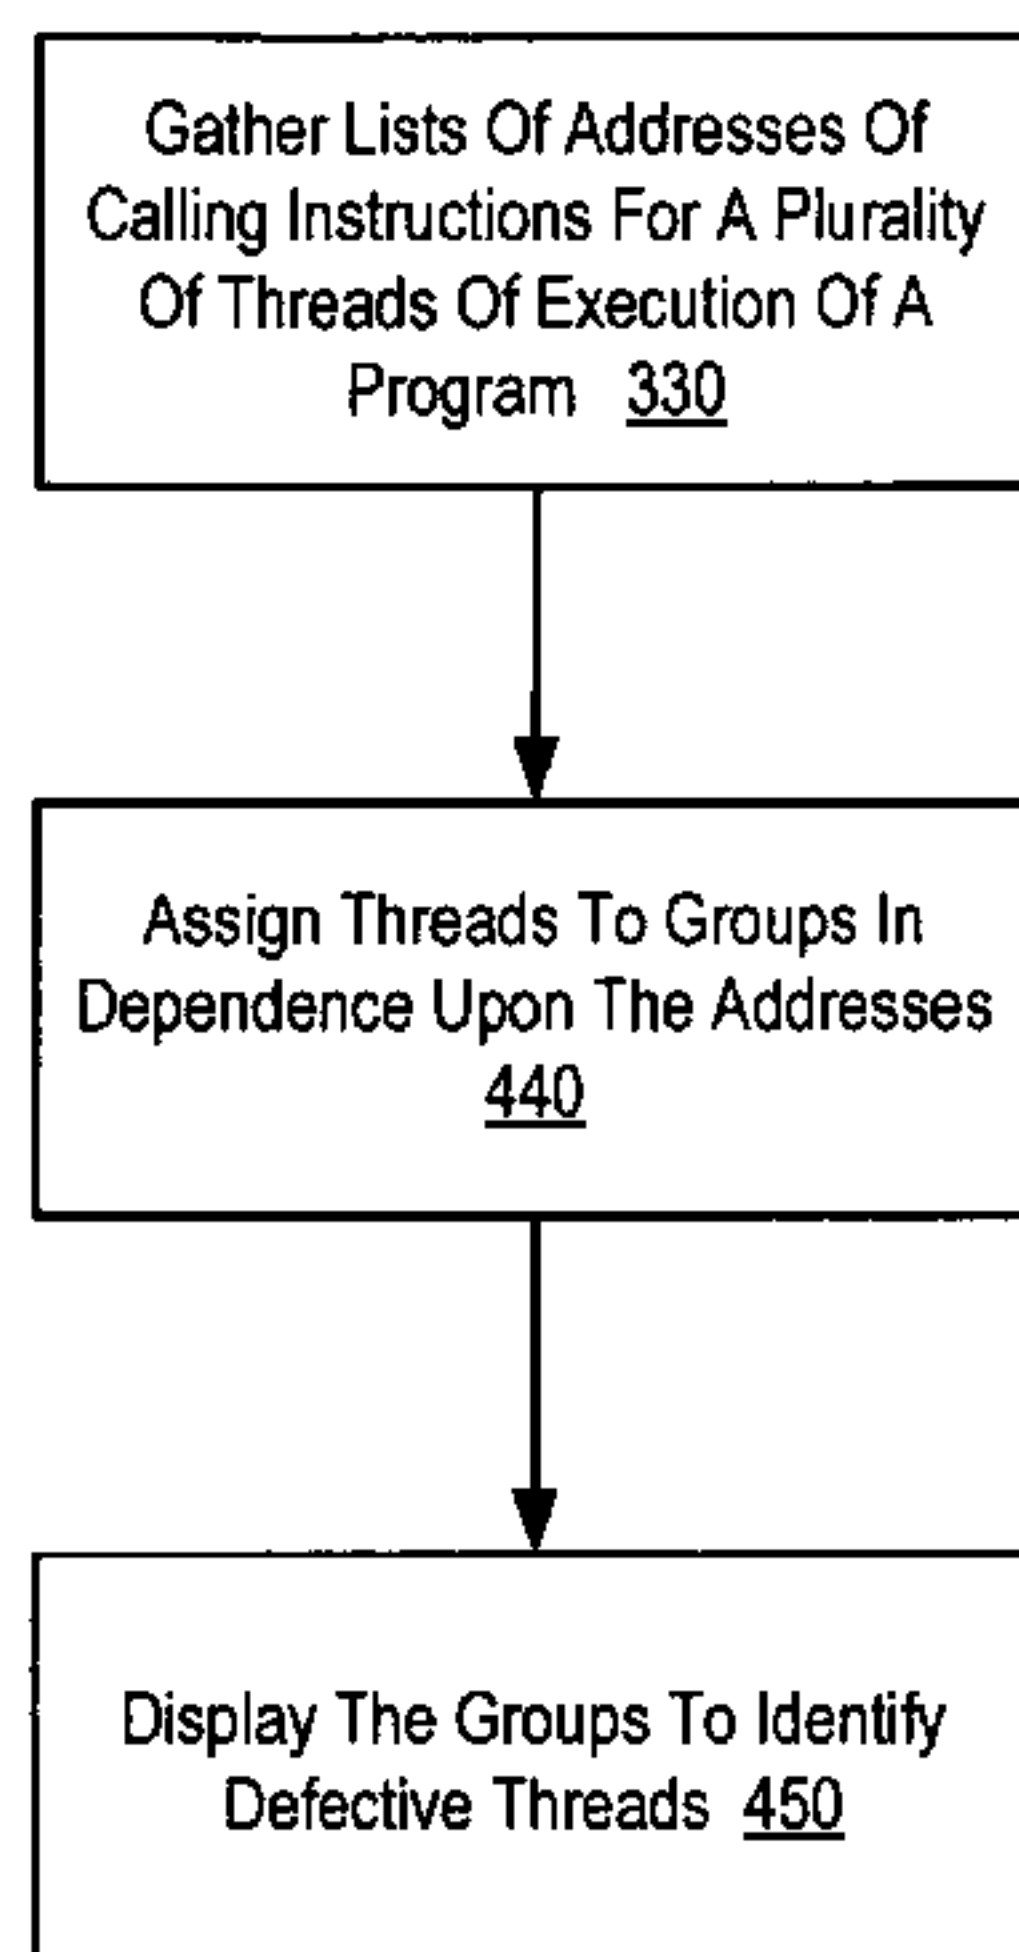 Gather Lists Of Addresses Of
Calling Instructions For A Plurality
Of Threads Of Execution Of A
Program 330
Assign Threads To Groups In
Dependence Upon The Addresses
440
Display The Groups To Identify
Defective Threads 450